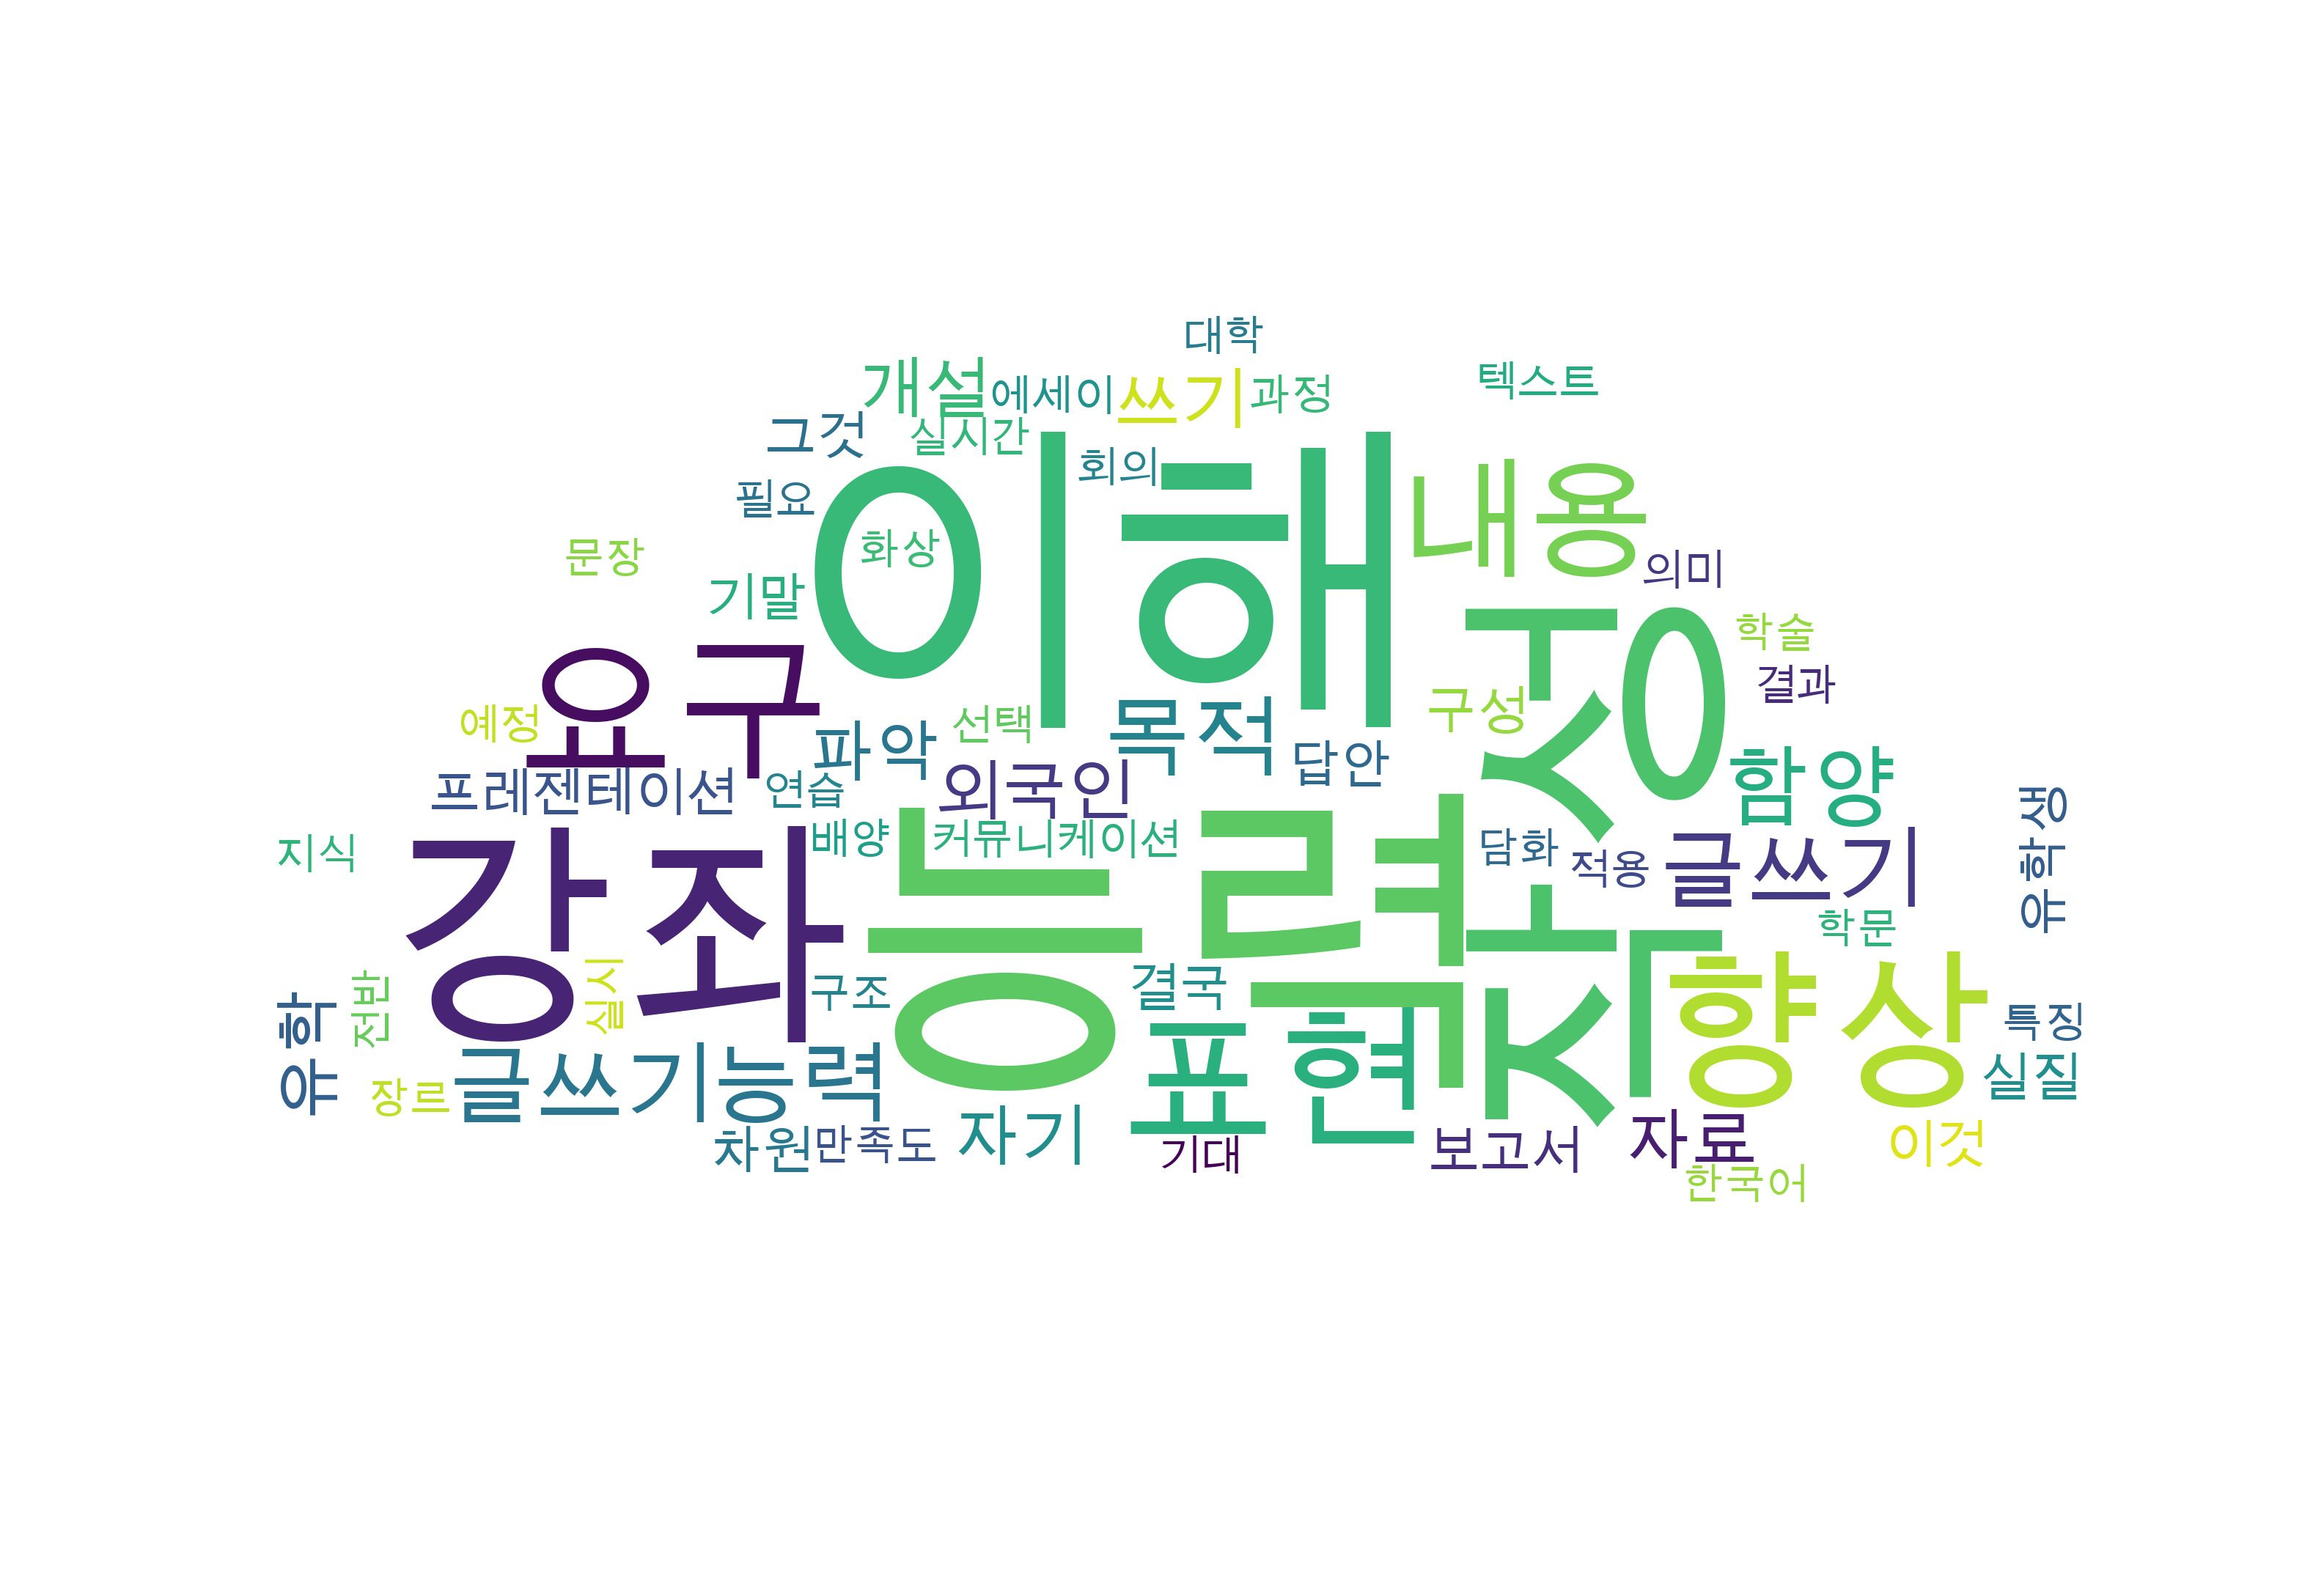 대학
개설
에세이
쓰기
과정
텍스트
그것
실시간
회의
필요
이해
내용
화상
문장
의미
기말
학술
요구
결과
작성
구성
예정
파악
선택
목적
답안
함양
프레젠테이션
연습
외국인
유학생
배양
커뮤니케이션
담화
적용
글쓰기
지식
강좌
능력
학문
유학
전반
실시
구조
결국
향상
특징
표현
실질
장르
글쓰기능력
차원
만족도
자기
기대
보고서
자료
이것
한국어